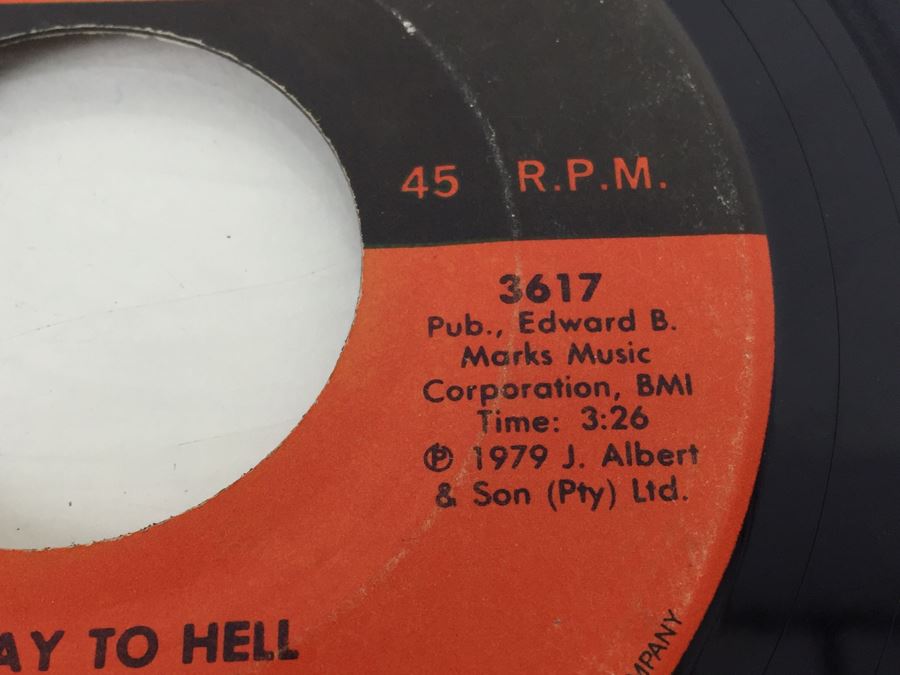 45 R.P.M.
3617
Pub., Edward B.
Marks Music
Corporation, BMI
Time: 3:26
℗ 1979 J. Albert
& Son (Pty) Ltd.
AY TO HELL
MPANY